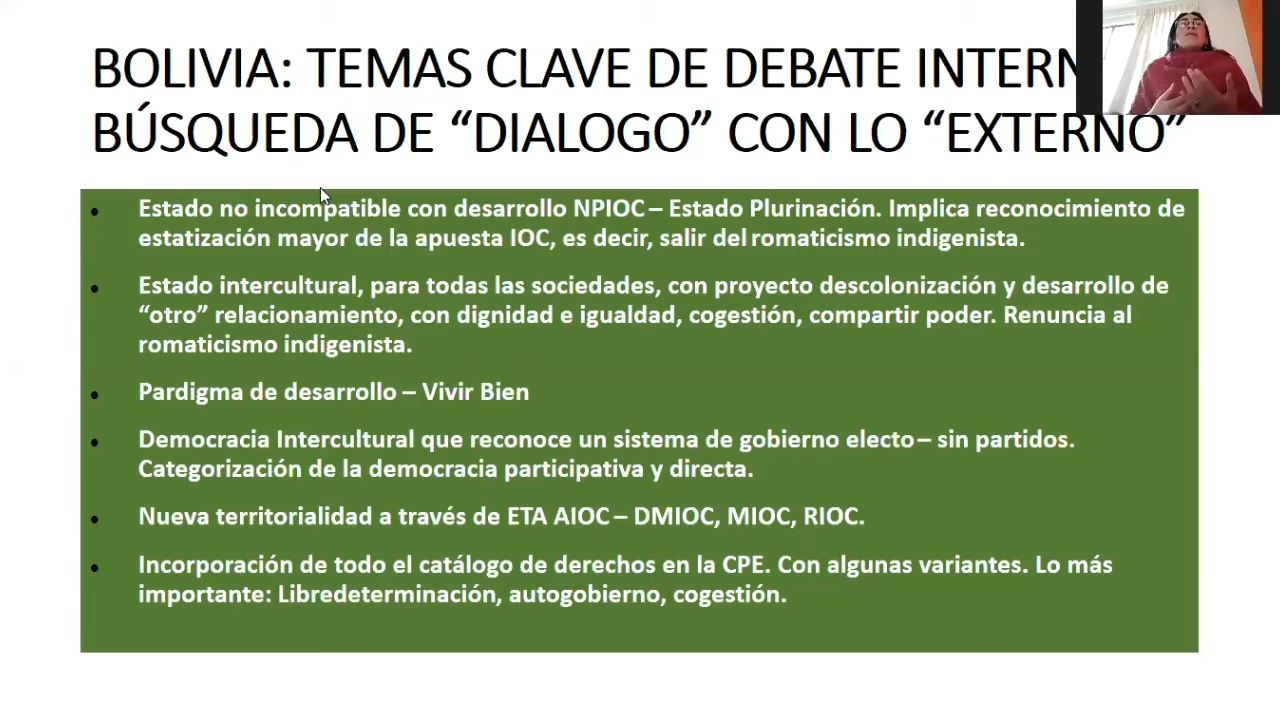 BOLIVIA: TEMAS CLAVE DE DEBATE INTERN
BÚSQUEDA DE “DIALOGO” CON LO “EXTERNO”
• Estado no incompatible con desarrollo NPIOC – Estado Plurinación. Implica reconocimiento de
estatización mayor de la apuesta IOC, es decir, salir del romaticismo indigenista.
• Estado intercultural, para todas las sociedades, con proyecto descolonización y desarrollo de
“otro” relacionamiento, con dignidad e igualdad, cogestión, compartir poder. Renuncia al
romaticismo indigenista.
• Pardigma de desarrollo – Vivir Bien
• Democracia Intercultural que reconoce un sistema de gobierno electo – sin partidos.
Categorización de la democracia participativa y directa.
• Nueva territorialidad a través de ETA AIOC – DMIOC, MIOC, RIOC.
• Incorporación de todo el catálogo de derechos en la CPE. Con algunas variantes. Lo más
importante: Libredeterminación, autogobierno, cogestión.